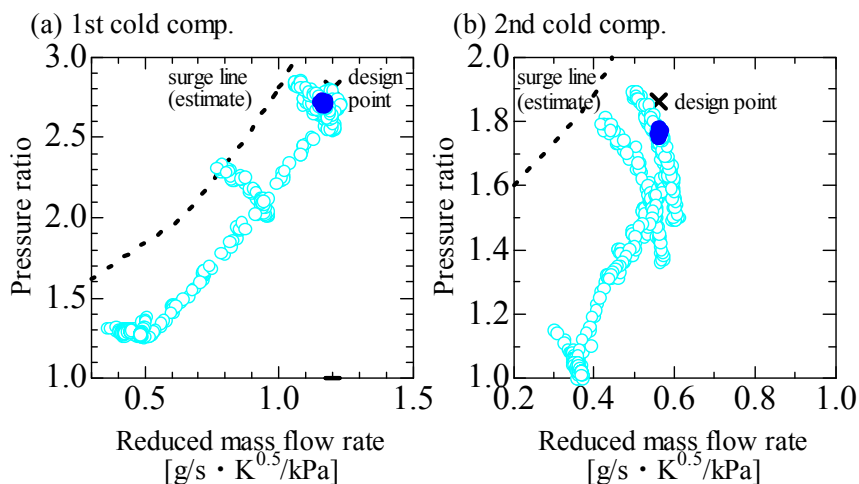 (a) 1st cold comp.
3.0
2.5
2.0
1.5
1.0
Pressure ratio
surge line
(estimate)
design
point
0.5
1.0
1.5
Reduced mass flow rate
[g/s・K^0.5/kPa]
(b) 2nd cold comp.
2.0
1.8
1.6
1.4
1.2
1.0
Pressure ratio
surge line
(estimate)
design point
0.2
0.4
0.6
0.8
1.0
Reduced mass flow rate
[g/s・K^0.5/kPa]